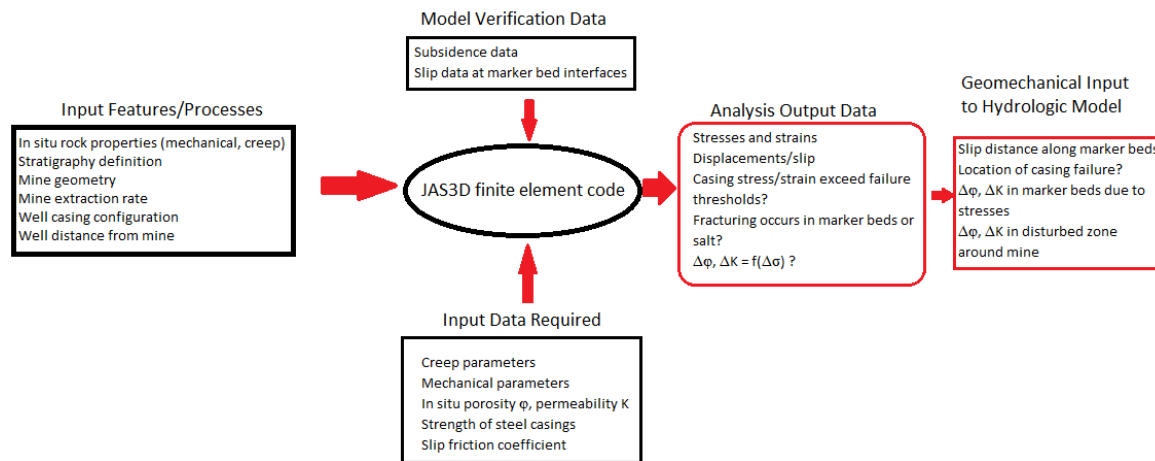 Model Verification Data
Subsidence data
Slip data at marker bed interfaces
Input Features/Processes
In situ rock properties (mechanical, creep)
Stratigraphy definition
Mine geometry
Mine extraction rate
Well casing configuration
Well distance from mine
JAS3D finite element code
Input Data Required
Creep parameters
Mechanical parameters
In situ porosity φ, permeability K
Strength of steel casings
Slip friction coefficient
Analysis Output Data
Stresses and strains
Displacements/slip
Casing stress/strain exceed failure
thresholds?
Fracturing occurs in marker beds or
salt?
Δφ, ΔK = f(Δσ) ?
Geomechanical Input
to Hydrologic Model
Slip distance along marker beds
Location of casing failure?
Δφ, ΔK in marker beds due to
stresses
Δφ, ΔK in disturbed zone
around mine